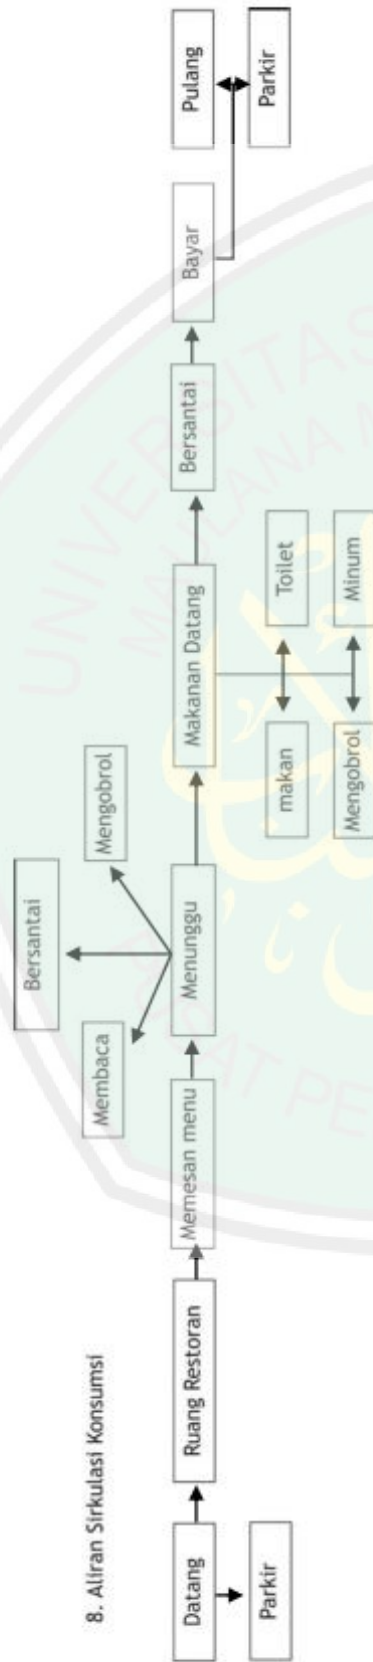 8. Aliran Sirkulasi Konsumsi
Datang
Parkir
Ruang Restoran
Memesan menu
Menunggu
Membaca
Bersantai
Mengobrol
Makanan Datang
makan
Toilet
Mengobrol
Minum
Bersantai
Bayar
Pulang
Parkir